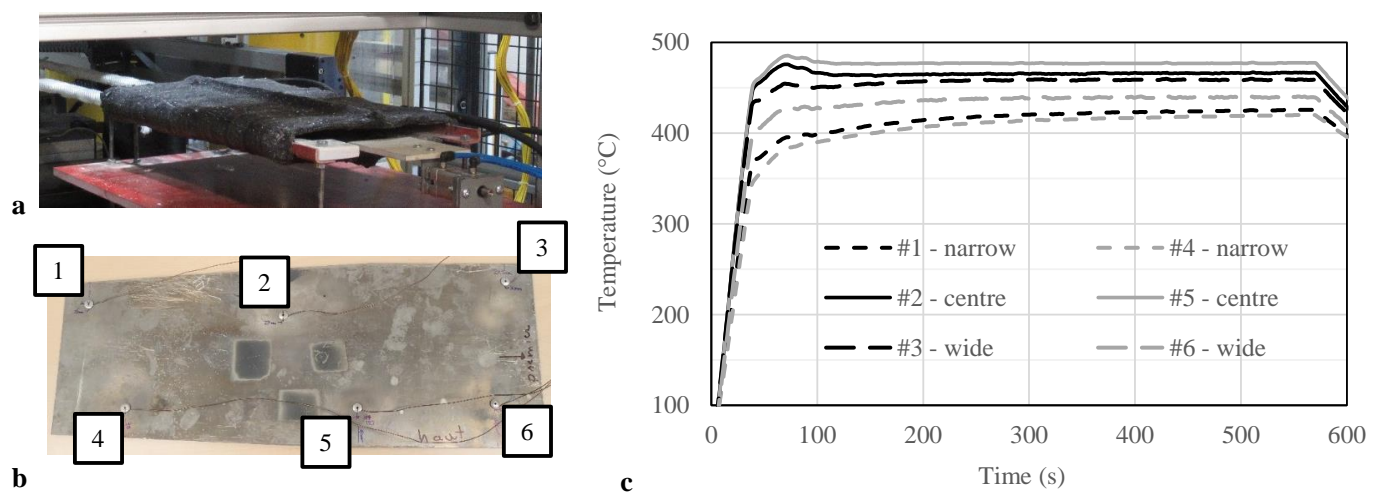 a
1
2
3
4
5
6
haut
b
500
400
300
200
100
0
100
200
300
400
500
600
Temperature (°C)
Time (s)
#1 - narrow
#4 - narrow
#2 - centre
#5 - centre
#3 - wide
#6 - wide
c